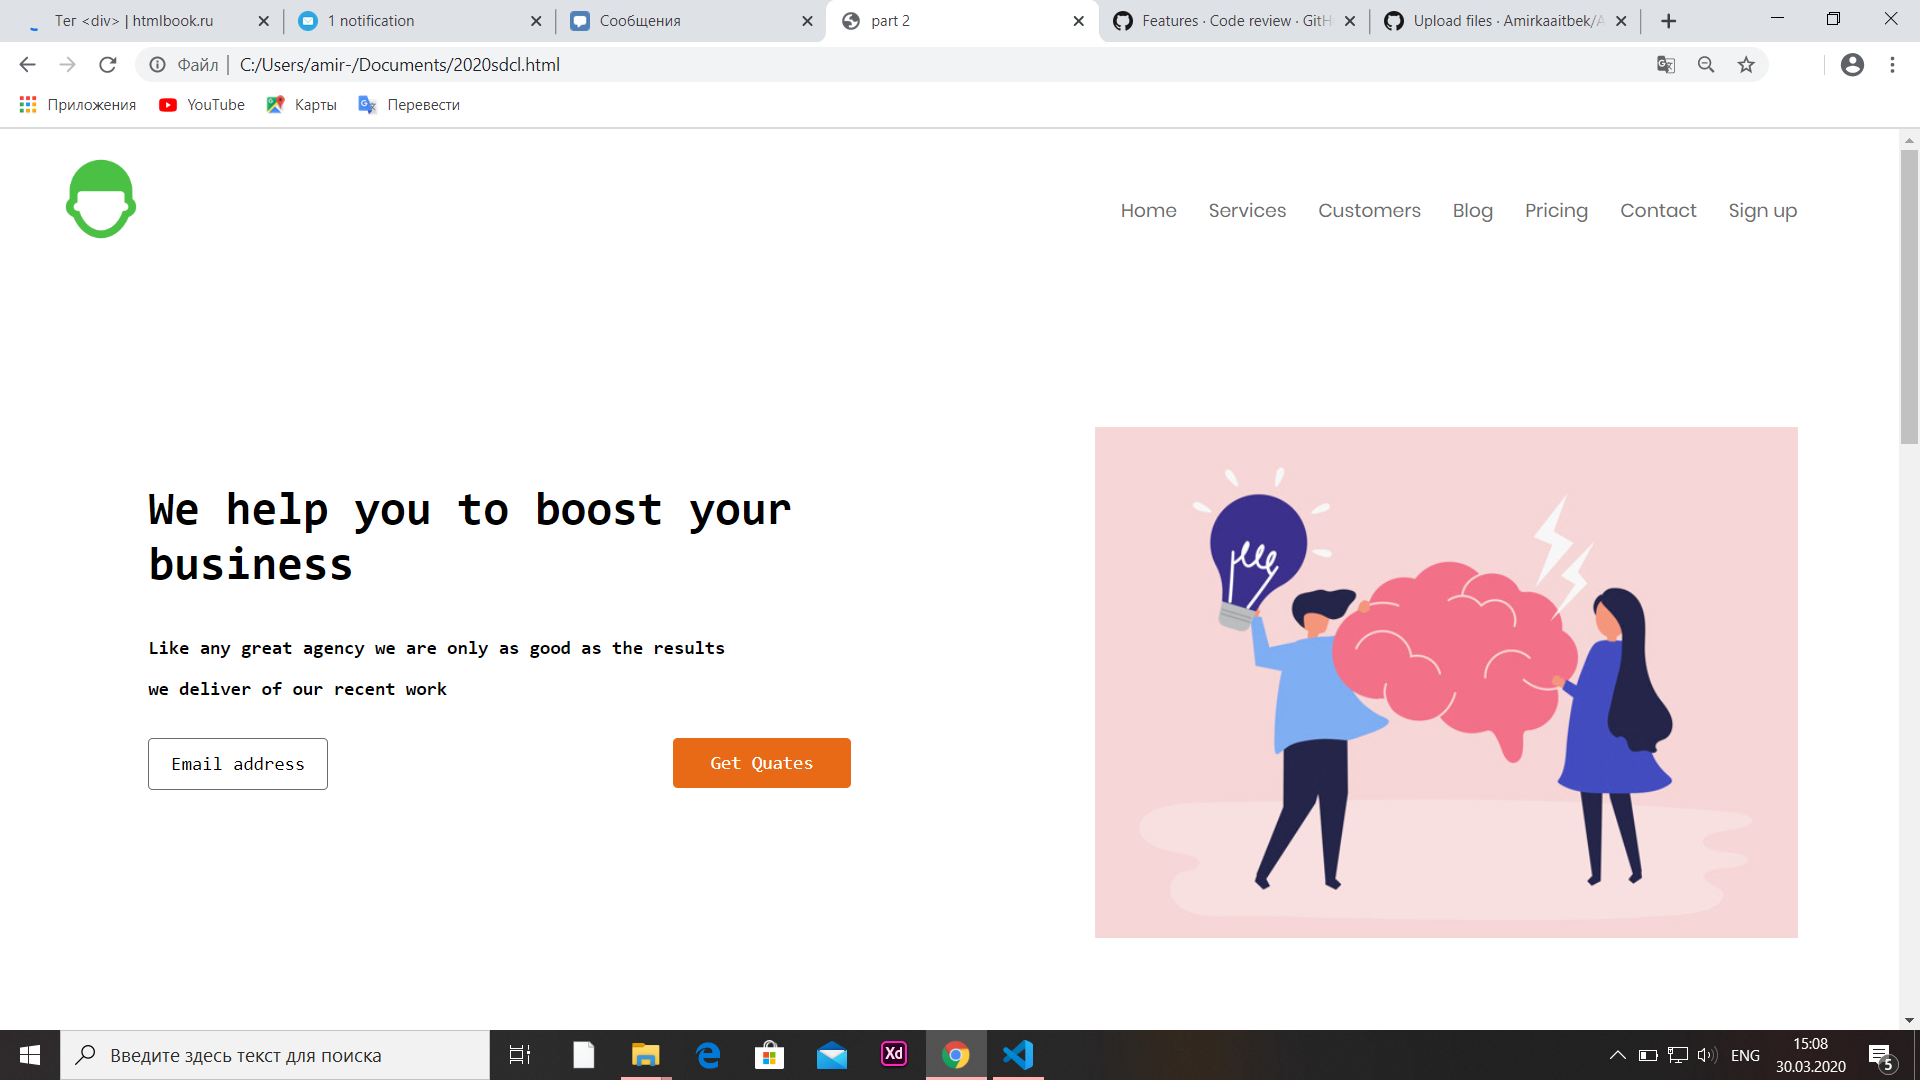 Тег <div> | htmlbook.ru
1 notification
Сообщения
part 2
Features · Code review · GitH
Upload files · Amirkaaitbek/A
Файл | C:/Users/amir-/Documents/2020sdcl.html
Приложения YouTube Карты Перевести
Home Services Customers Blog Pricing Contact Sign up
We help you to boost your
business
Like any great agency we are only as good as the results
we deliver of our recent work
Email address
Get Quates
Введите здесь текст для поиска
Xd
ENG
15:08
30.03.2020
5